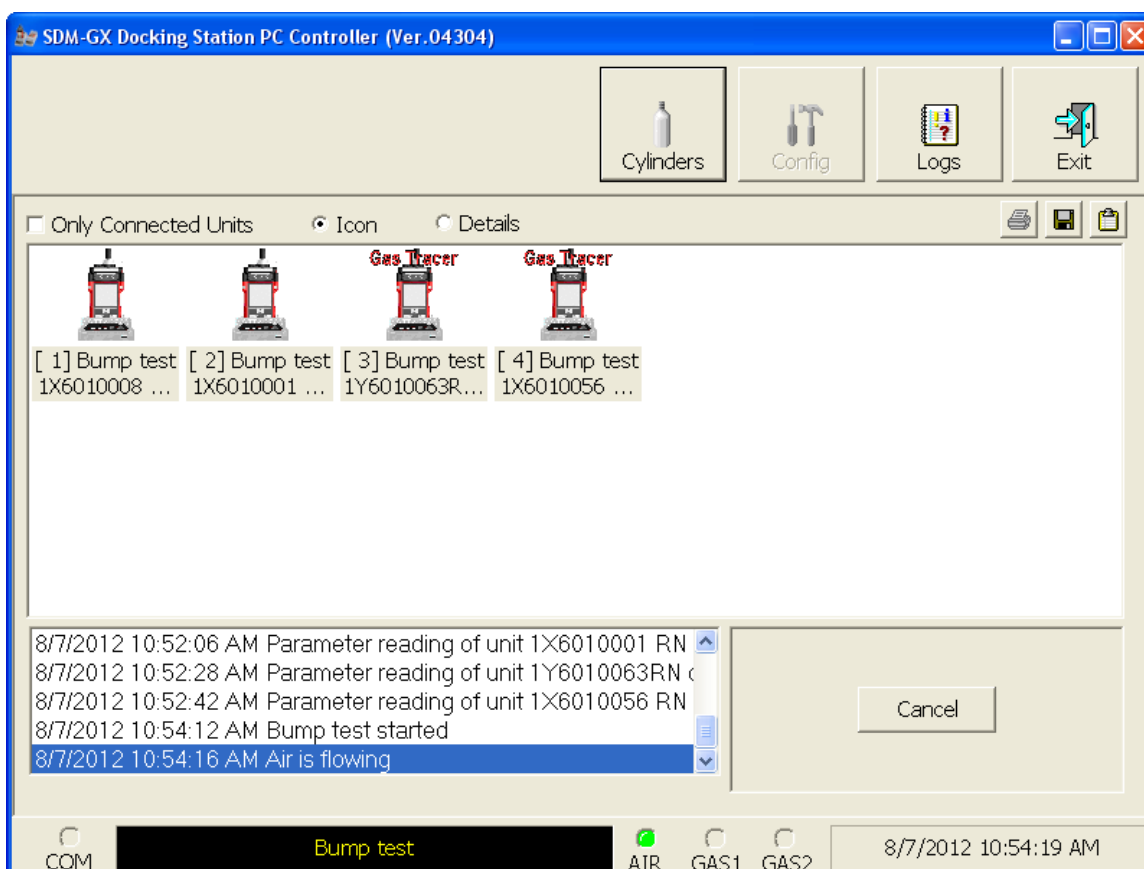 SDM-GX Docking Station PC Controller (Ver.04304)
Cylinders
Config
Logs
Exit
Only Connected Units
Icon
Details
Gas Tracer
Gas Tracer
[ 1] Bump test
1X6010008 ...
[ 2] Bump test
1X6010001 ...
[ 3] Bump test
1Y6010063R...
[ 4] Bump test
1X6010056 ...
8/7/2012 10:52:06 AM Parameter reading of unit 1X6010001 RN
8/7/2012 10:52:28 AM Parameter reading of unit 1Y6010063RN
8/7/2012 10:52:42 AM Parameter reading of unit 1X6010056 RN
8/7/2012 10:54:12 AM Bump test started
8/7/2012 10:54:16 AM Air is flowing
Cancel
COM
Bump test
AIR
GAS1
GAS2
8/7/2012 10:54:19 AM